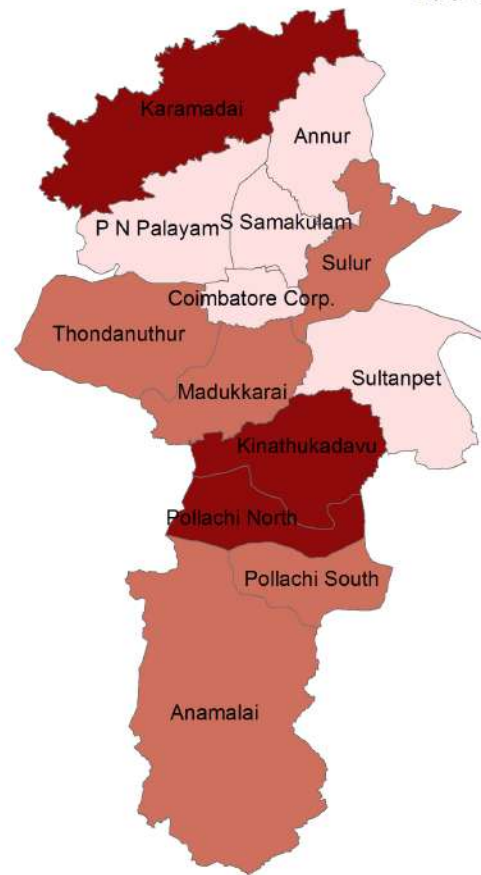 Karamadai
Annur
P N Palayam
S Samakulam
Sulur
Coimbatore Corp.
Thondanuthur
Sultanpet
Madukkarai
Kinathukadavu
Pollachi North
Pollachi South
Anamalai